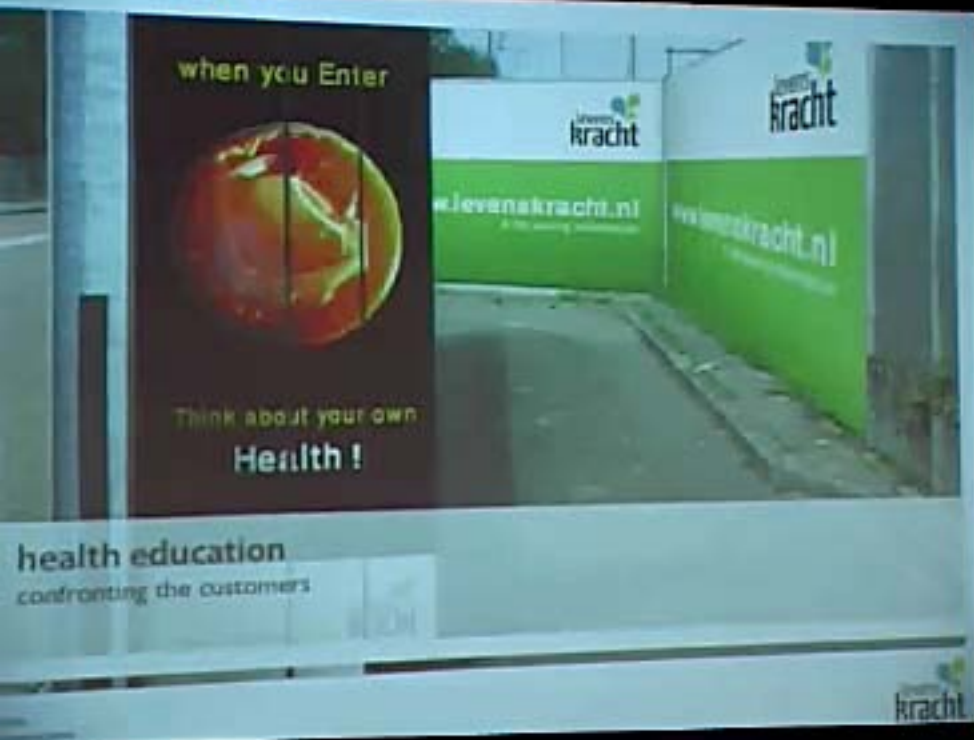 when you Enter
Think about your own
Health !
levens
kracht
w.levenskracht.nl
levens
kracht
www.levenskracht.nl
health education
confronting the customers
levens
kracht